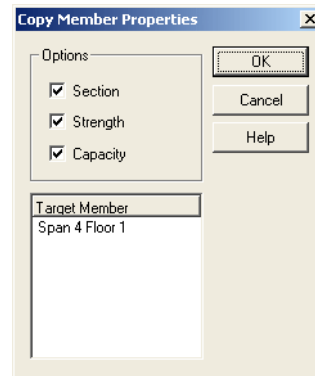 Copy Member Properties
Options
Section
Strength
Capacity
OK
Cancel
Help
Target Member
Span 4 Floor 1